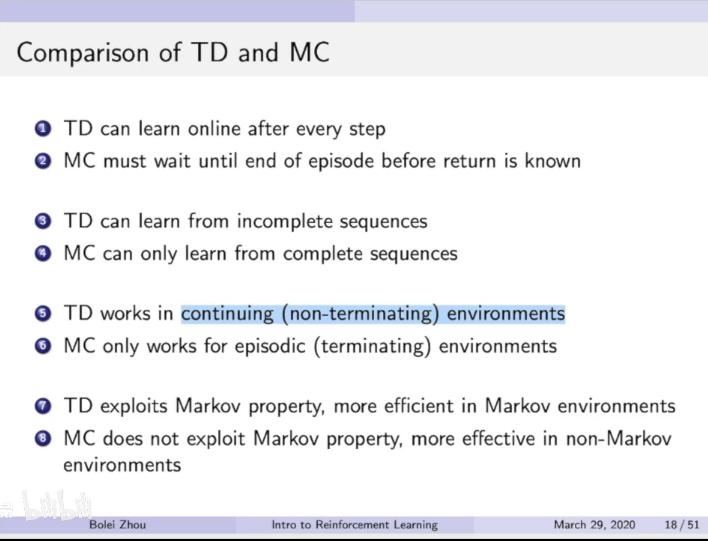 Comparison of TD and MC
1 TD can learn online after every step
2 MC must wait until end of episode before return is known
3 TD can learn from incomplete sequences
4 MC can only learn from complete sequences
5 TD works in continuing (non-terminating) environments
6 MC only works for episodic (terminating) environments
7 TD exploits Markov property, more efficient in Markov environments
8 MC does not exploit Markov property, more effective in non-Markov
environments
bilibili
Bolei Zhou Intro to Reinforcement Learning March 29, 2020 18 / 51